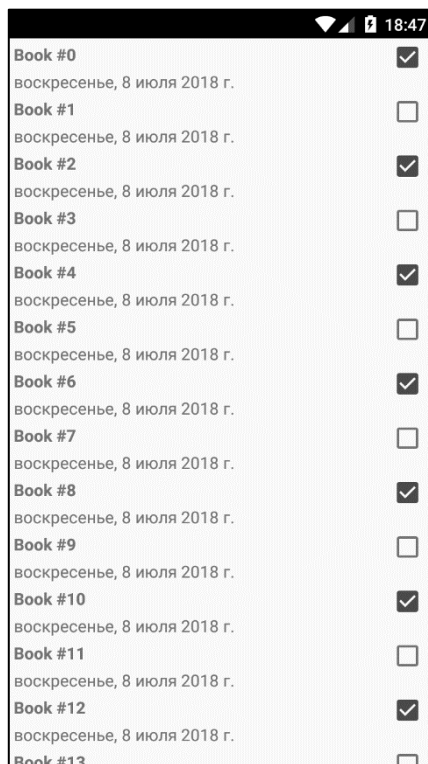 18:47
Book #0
воскресенье, 8 июля 2018 г.
Book #1
воскресенье, 8 июля 2018 г.
Book #2
воскресенье, 8 июля 2018 г.
Book #3
воскресенье, 8 июля 2018 г.
Book #4
воскресенье, 8 июля 2018 г.
Book #5
воскресенье, 8 июля 2018 г.
Book #6
воскресенье, 8 июля 2018 г.
Book #7
воскресенье, 8 июля 2018 г.
Book #8
воскресенье, 8 июля 2018 г.
Book #9
воскресенье, 8 июля 2018 г.
Book #10
воскресенье, 8 июля 2018 г.
Book #11
воскресенье, 8 июля 2018 г.
Book #12
воскресенье, 8 июля 2018 г.
Book #13